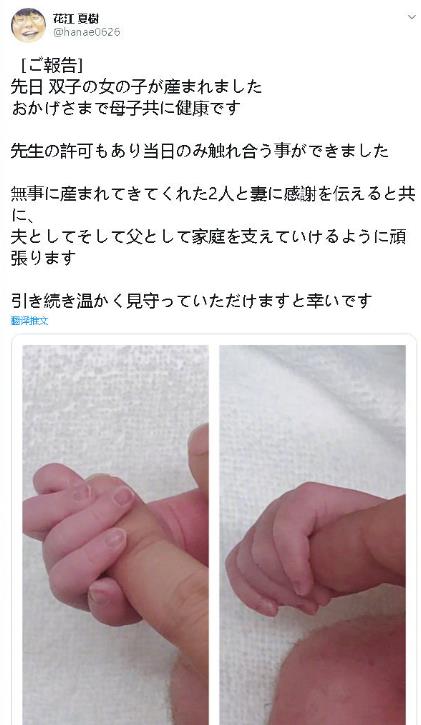 花江 夏樹
@hanae0626
[ご報告]
先日 双子の女の子が産まれました
おかげさまで母子共に健康です
先生の許可もあり当日のみ触れ合う事ができました
無事に産まれてきてくれた2人と妻に感謝を伝えると共
に、
夫としてそして父として家庭を支えていけるように頑
張ります
引き続き温かく見守っていただけますと幸いです
翻译推文